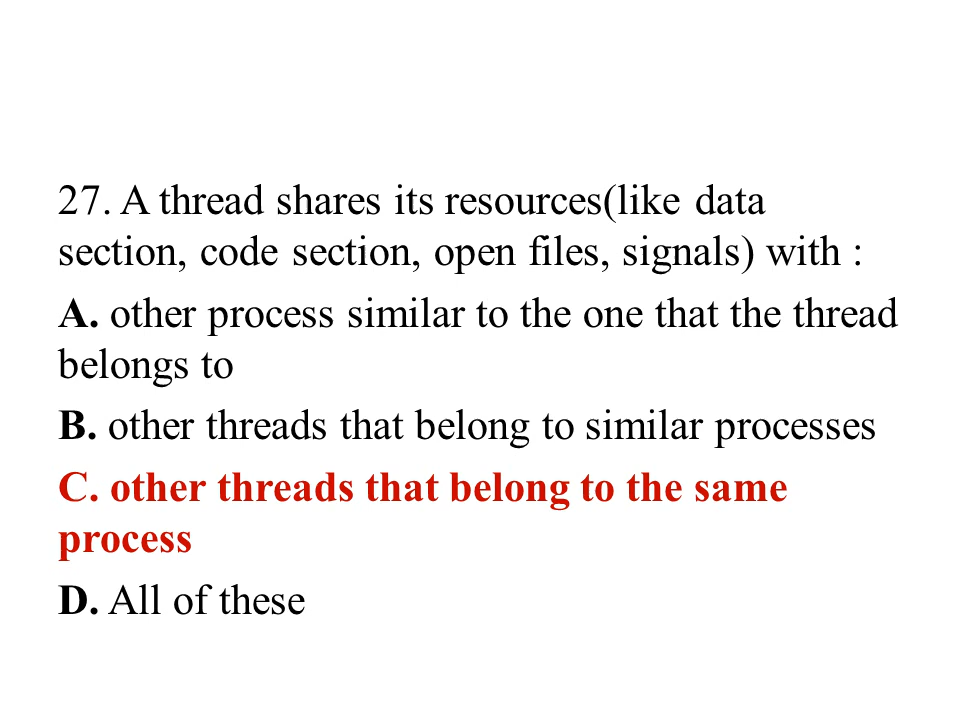 27. A thread shares its resources(like data
section, code section, open files, signals) with :
A. other process similar to the one that the thread
belongs to
B. other threads that belong to similar processes
C. other threads that belong to the same
process
D. All of these